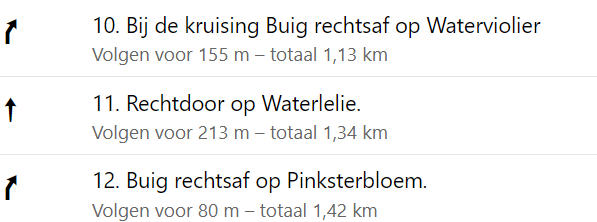 10. Bij de kruising Buig rechtsaf op Waterviolier
Volgen voor 155 m – totaal 1,13 km
11. Rechtdoor op Waterlelie.
Volgen voor 213 m – totaal 1,34 km
12. Buig rechtsaf op Pinksterbloem.
Volgen voor 80 m – totaal 1,42 km